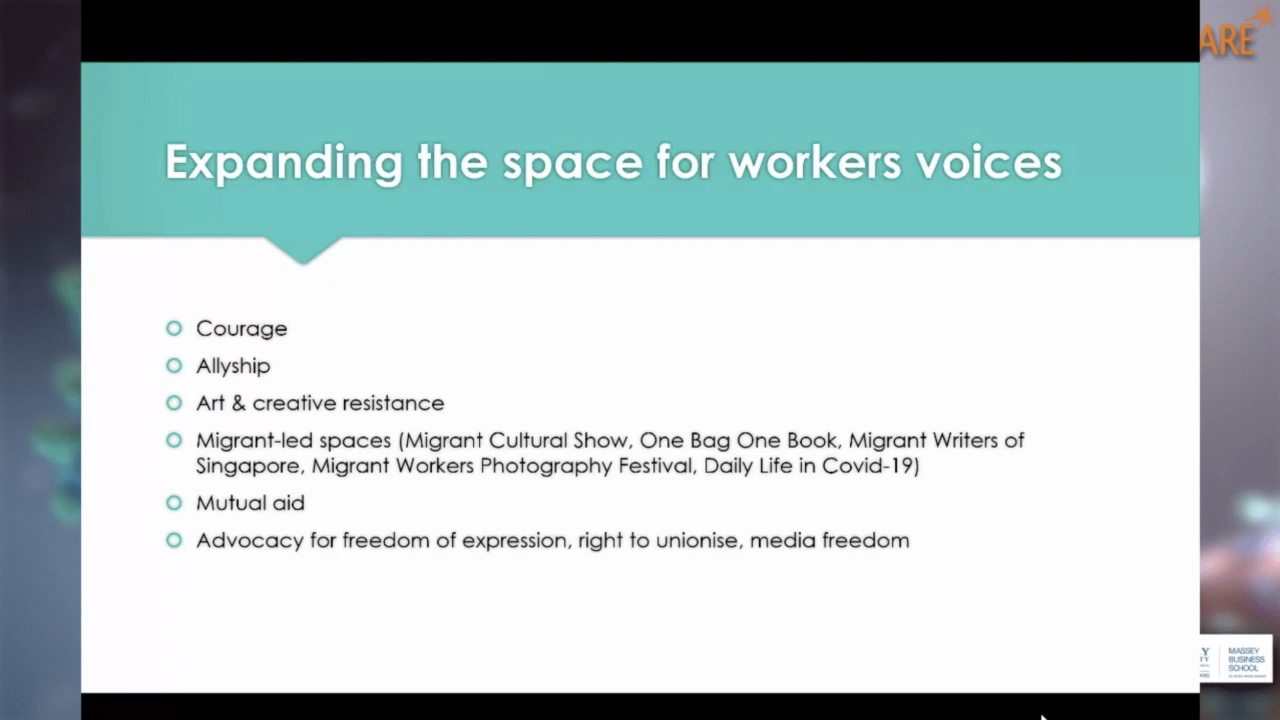 ARE
Expanding the space for workers voices
Courage
Allyship
Art & creative resistance
Migrant-led spaces (Migrant Cultural Show, One Bag One Book, Migrant Writers of
Singapore, Migrant Workers Photography Festival, Daily Life in Covid-19)
Mutual aid
Advocacy for freedom of expression, right to unionise, media freedom
MASSEY
BUSINESS
SCHOOL